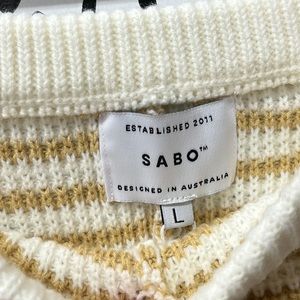 ESTABLISHED 2011
SABO™
DESIGNED IN AUSTRALIA
L